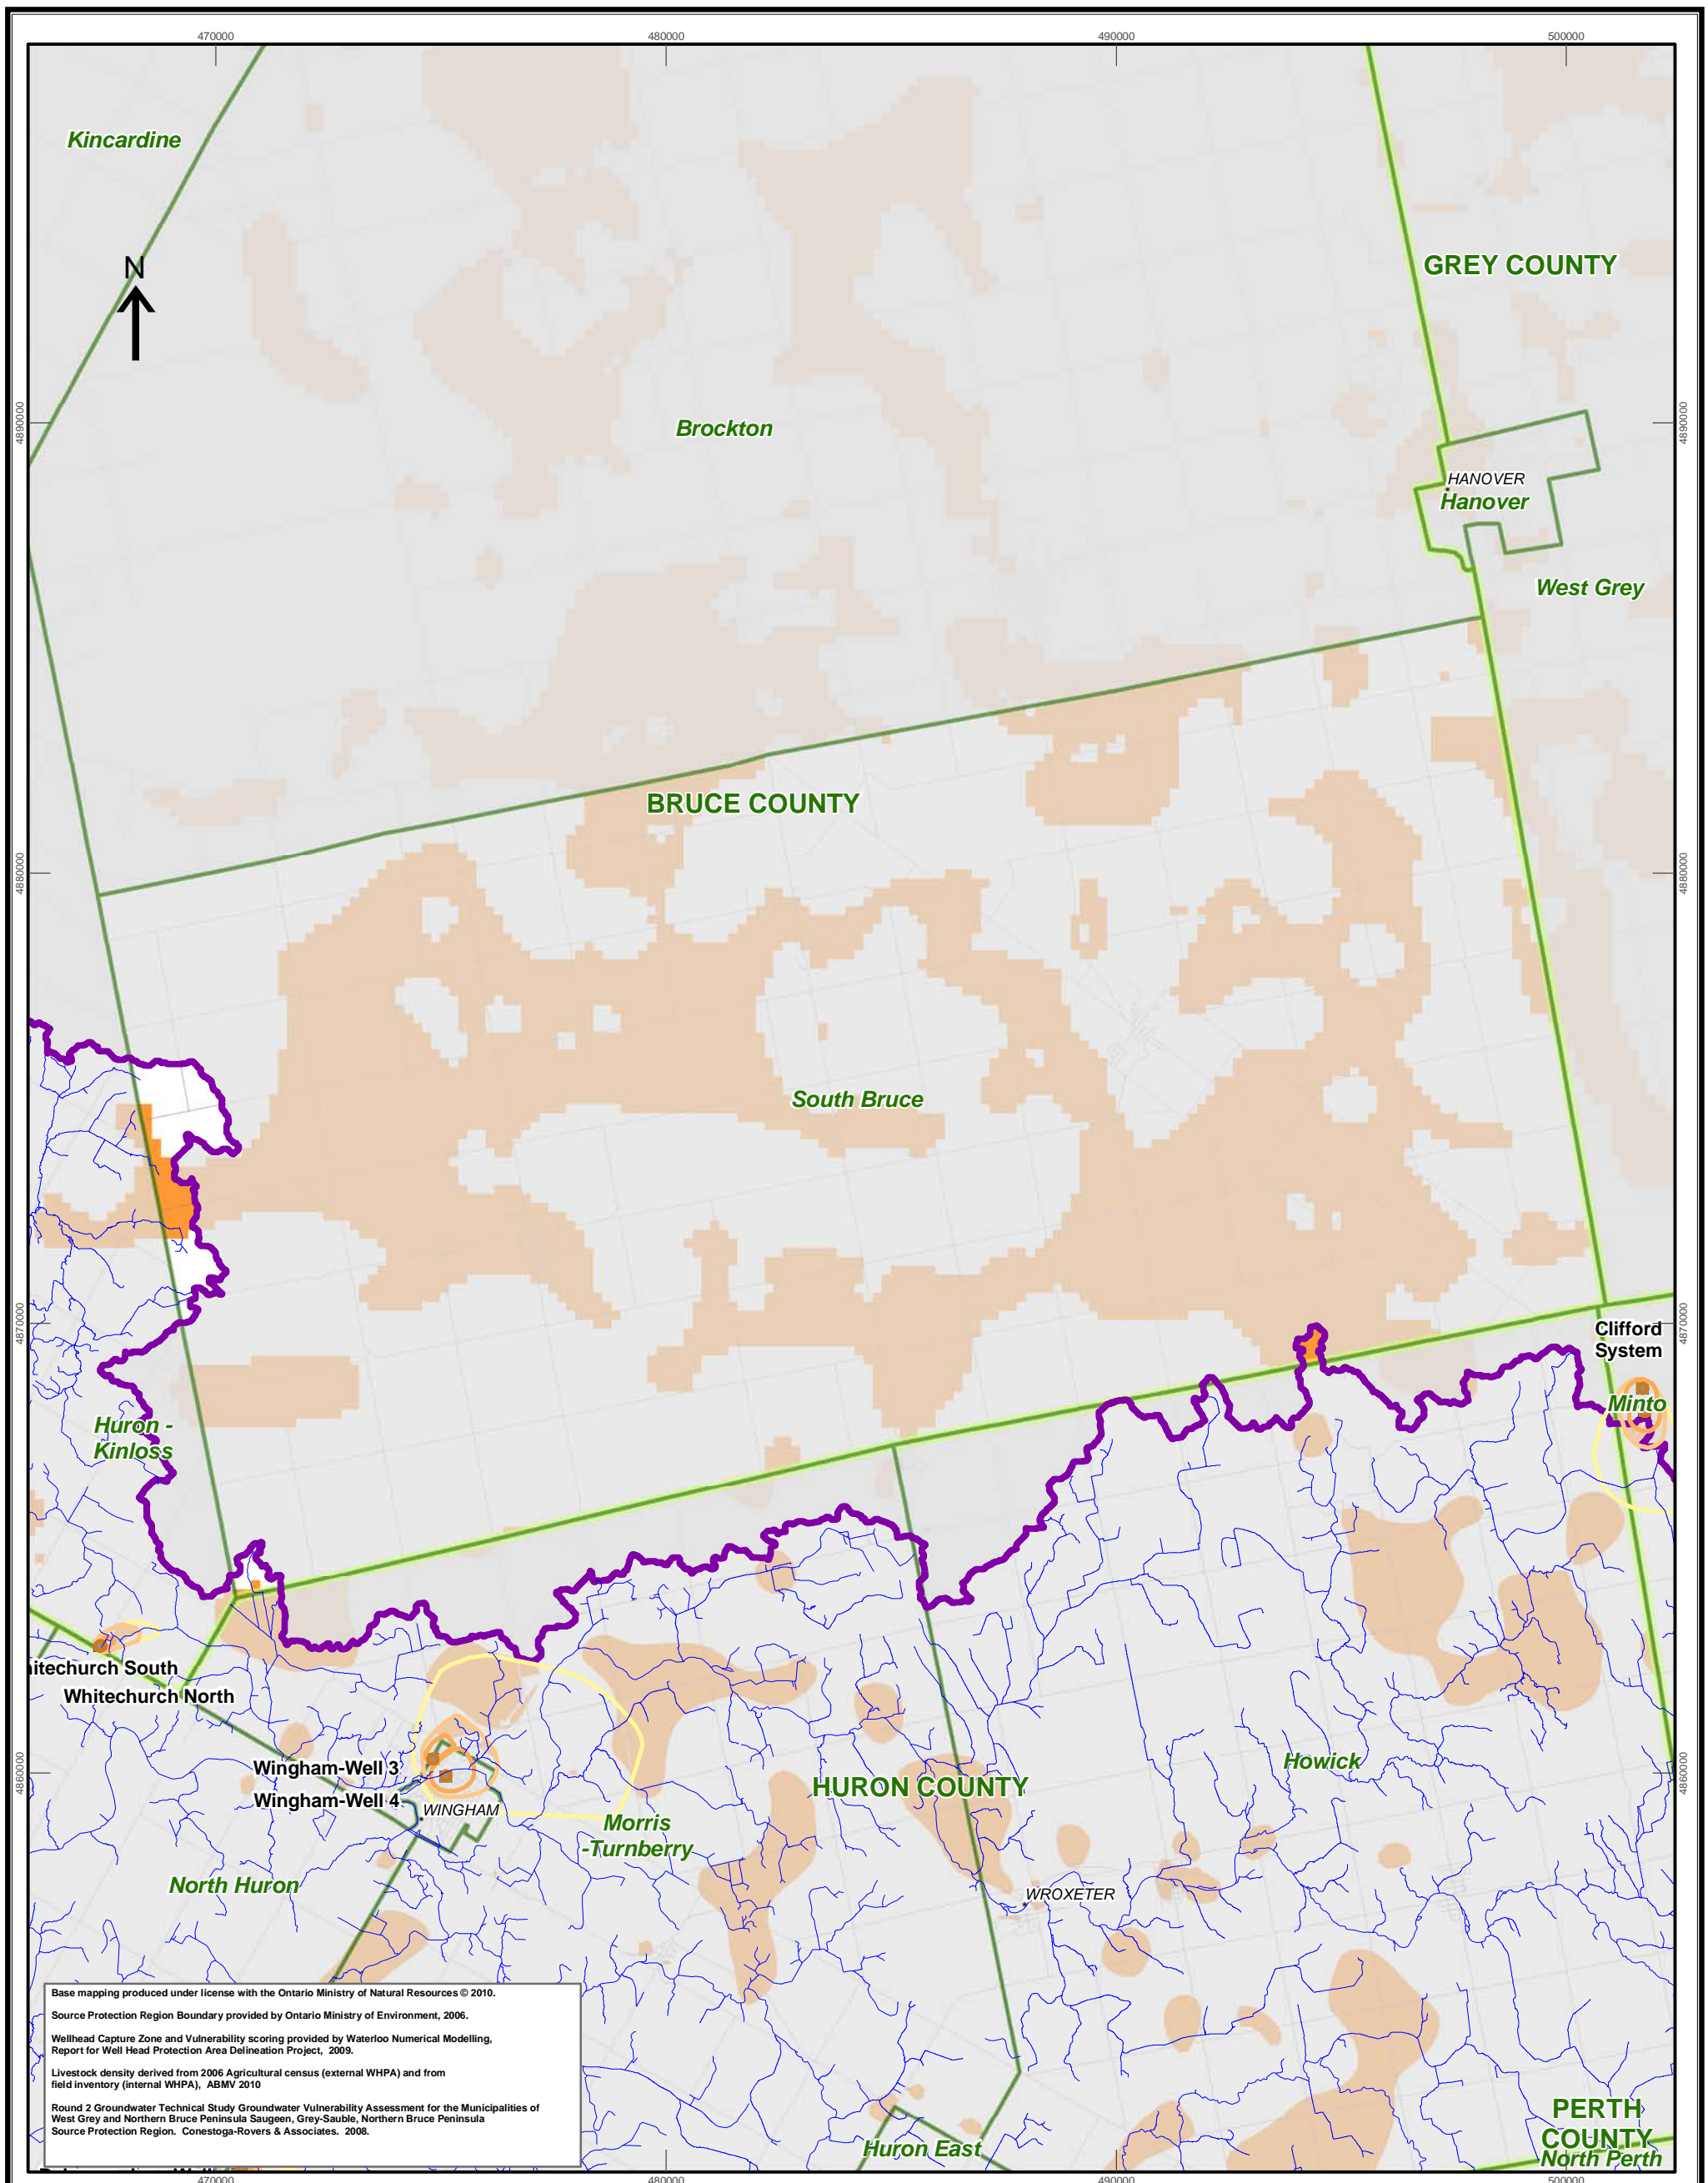 470000
480000
490000
500000
Kincardine
N
GREY COUNTY
4890000
4890000
Brockton
HANOVER
Hanover
West Grey
BRUCE COUNTY
4880000
4880000
South Bruce
4870000
4870000
Clifford
System
Minto
Huron -
Kinloss
itechurch South
Whitechurch North
Wingham-Well 3
Wingham-Well 4
WINGHAM
4860000
4860000
HURON COUNTY
Howick
Morris
-Turnberry
North Huron
WROXETER
Base mapping produced under license with the Ontario Ministry of Natural Resources © 2010.
Source Protection Region Boundary provided by Ontario Ministry of Environment, 2006.
Wellhead Capture Zone and Vulnerability scoring provided by Waterloo Numerical Modelling,
Report for Well Head Protection Area Delineation Project, 2009.
Livestock density derived from 2006 Agricultural census (external WHPA) and from
field inventory (internal WHPA), ABMV 2010
Round 2 Groundwater Technical Study Groundwater Vulnerability Assessment for the Municipalities of
West Grey and Northern Bruce Peninsula Saugeen, Grey-Sauble, Northern Bruce Peninsula
Source Protection Region. Conestoga-Rovers & Associates. 2008.
PERTH
COUNTY
North Perth
Huron East
470000
480000
490000
500000